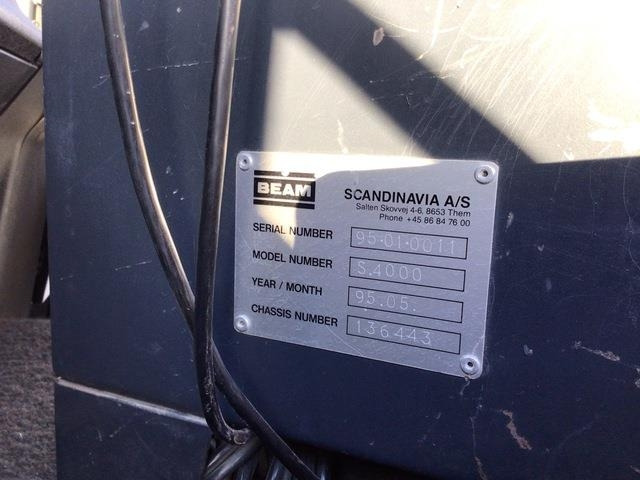 BEAM
SCANDINAVIA A/S
Salten Skovvej 4-6, 8653 Them
Phone +45 86 84 76 00
SERIAL NUMBER 95·01·0011
MODEL NUMBER S.4000
YEAR / MONTH 95.05.
CHASSIS NUMBER 136443